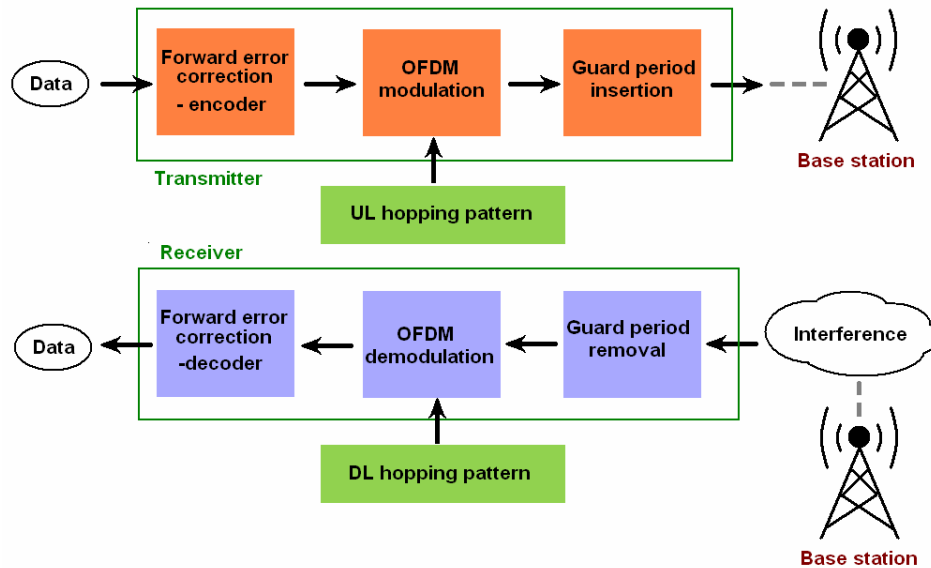 Data
Forward error
correction
- encoder
OFDM
modulation
Guard period
insertion
Base station
Transmitter
UL hopping pattern
Receiver
Data
Forward error
correction
-decoder
OFDM
demodulation
Guard period
removal
Interference
DL hopping pattern
Base station